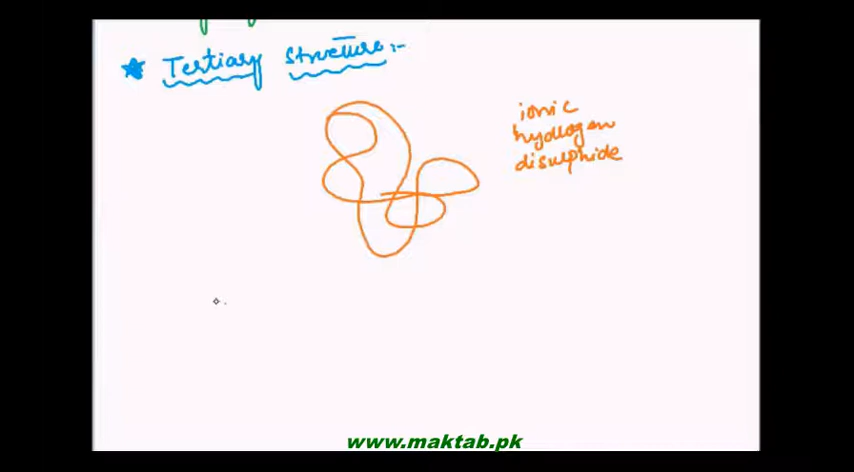 Tertiary Structure:-
ionic
hydrogen
disulphide
www.maktab.pk